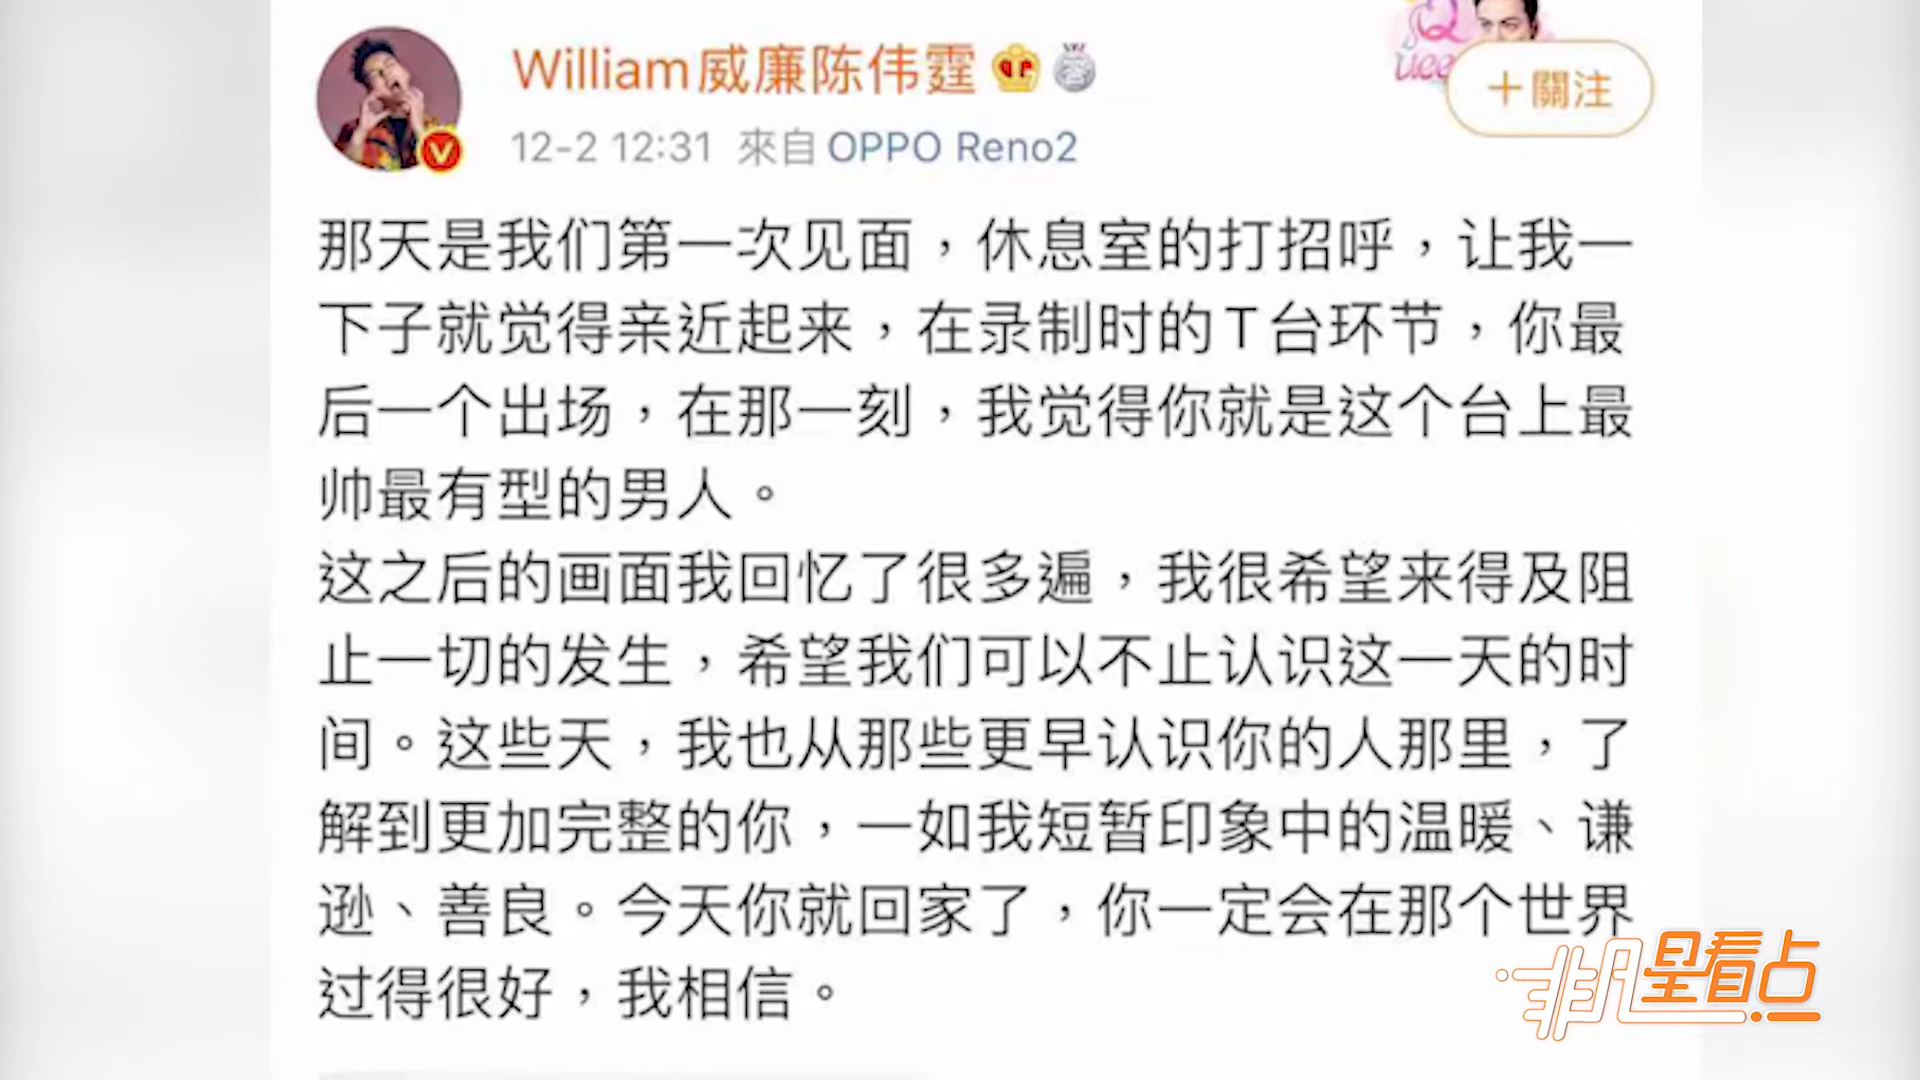 William威廉陈伟霆
Queen
+關注
12-2 12:31 來自 OPPO Reno2
那天是我们第一次见面，休息室的打招呼，让我一
下子就觉得亲近起来，在录制时的T台环节，你最
后一个出场，在那一刻，我觉得你就是这个台上最
帅最有型的男人。
这之后的画面我回忆了很多遍，我很希望来得及阻
止一切的发生，希望我们可以不止认识这一天的时
间。这些天，我也从那些更早认识你的人那里，了
解到更加完整的你，一如我短暂印象中的温暖、谦
逊、善良。今天你就回家了，你一定会在那个世界
过得很好，我相信。
非凡星看点